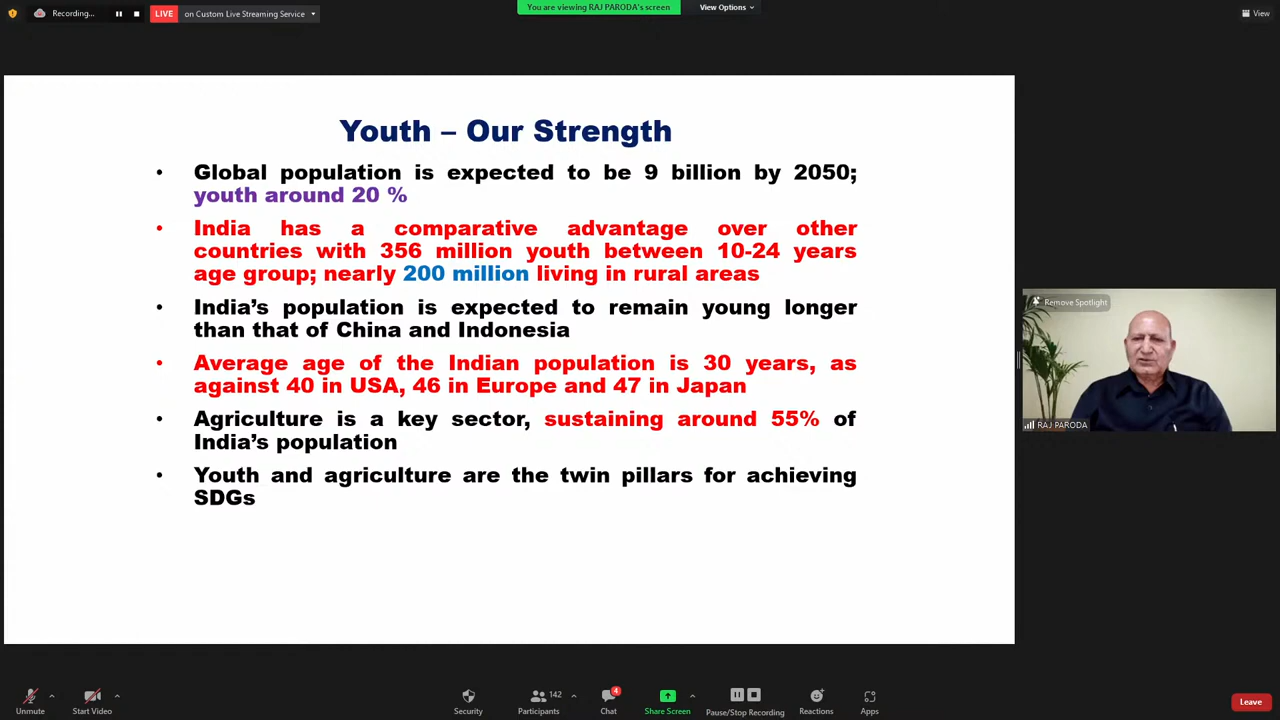 Recording...
LIVE on Custom Live Streaming Service
You are viewing RAJ PARODA's screen
View Options
View
Youth – Our Strength
• Global population is expected to be 9 billion by 2050;
youth around 20 %
• India has a comparative advantage over other
countries with 356 million youth between 10-24 years
age group; nearly 200 million living in rural areas
• India's population is expected to remain young longer
than that of China and Indonesia
• Average age of the Indian population is 30 years, as
against 40 in USA, 46 in Europe and 47 in Japan
• Agriculture is a key sector, sustaining around 55% of
India's population
• Youth and agriculture are the twin pillars for achieving
SDGs
Remove Spotlight
RAJ PARODA
Unmute
Start Video
Security
142
Participants
4
Chat
Share Screen
Pause/Stop Recording
Reactions
Apps
Leave